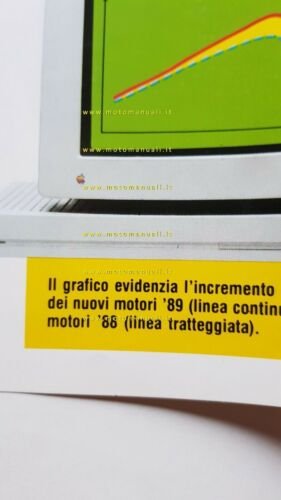 www.motomanuali.it
www.motomanuali.it
www.motomanuali.it
www.motomanuali.it
Il grafico evidenzia l'incremento
dei nuovi motori '89 (linea contin
www.motomanuali.it
motori '88 (linea tratteggiata).